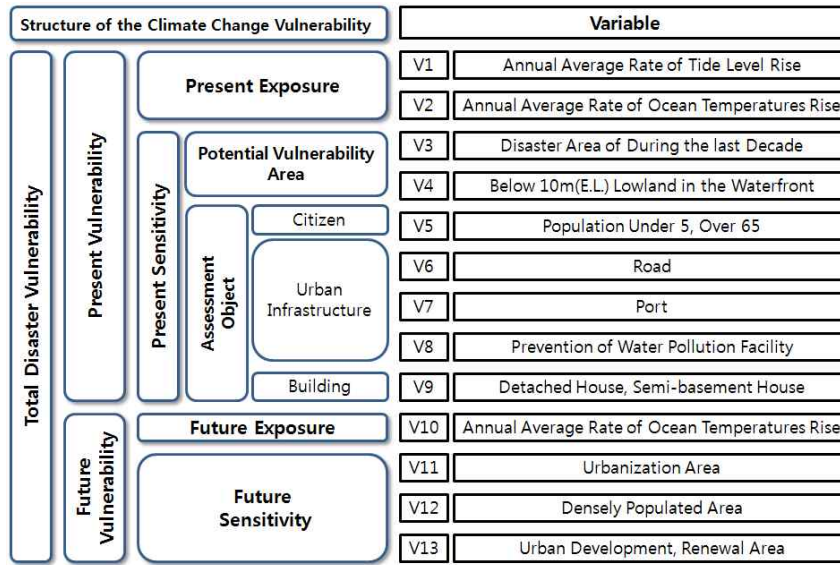 Structure of the Climate Change Vulnerability
Variable
Total Disaster Vulnerability
Present Vulnerability
Present Exposure
V1
Annual Average Rate of Tide Level Rise
V2
Annual Average Rate of Ocean Temperatures Rise
Present Sensitivity
Potential Vulnerability
Area
V3
Disaster Area of During the last Decade
V4
Below 10m(E.L.) Lowland in the Waterfront
Assessment
Object
Citizen
V5
Population Under 5, Over 65
Urban
Infrastructure
V6
Road
V7
Port
V8
Prevention of Water Pollution Facility
Building
V9
Detached House, Semi-basement House
Future
Vulnerability
Future Exposure
V10
Annual Average Rate of Ocean Temperatures Rise
Future
Sensitivity
V11
Urbanization Area
V12
Densely Populated Area
V13
Urban Development, Renewal Area